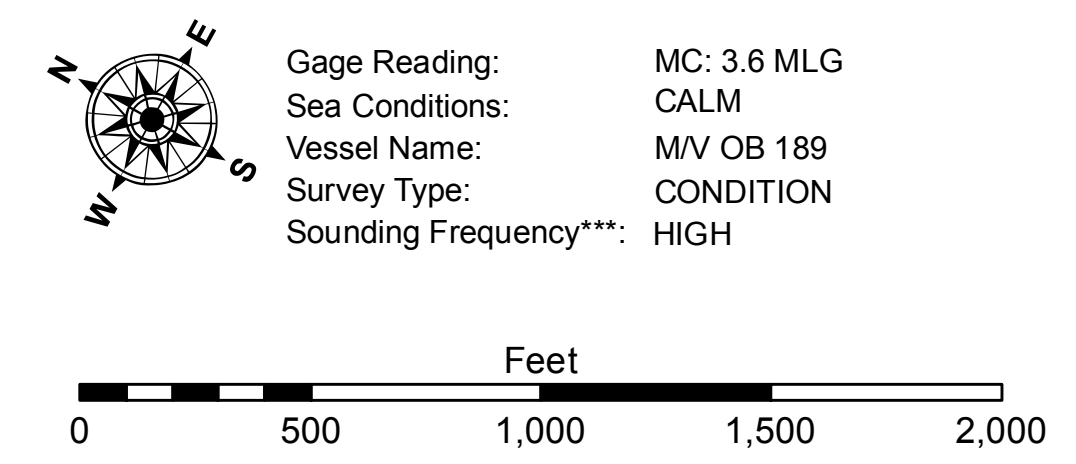 N
E
S
W
Gage Reading: MC: 3.6 MLG
Sea Conditions: CALM
Vessel Name: M/V OB 189
Survey Type: CONDITION
Sounding Frequency***: HIGH
Feet
0 500 1,000 1,500 2,000